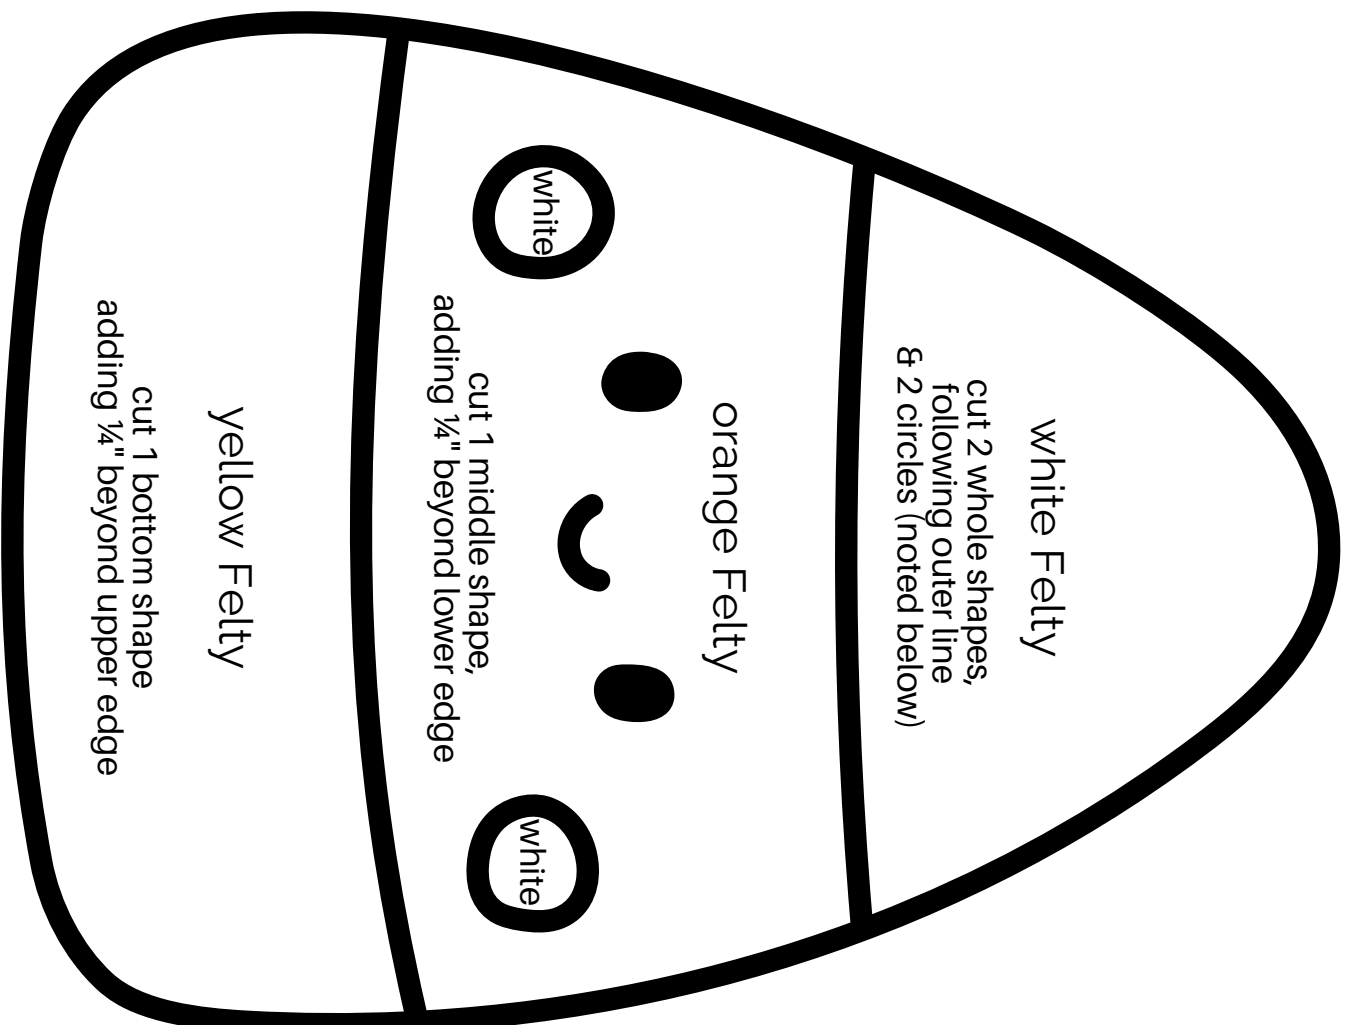 white Felty
cut 2 whole shapes,
following outer line
& 2 circles (noted below)
orange Felty
white
white
cut 1 middle shape,
adding ¼" beyond lower edge
yellow Felty
cut 1 bottom shape
adding ¼" beyond upper edge